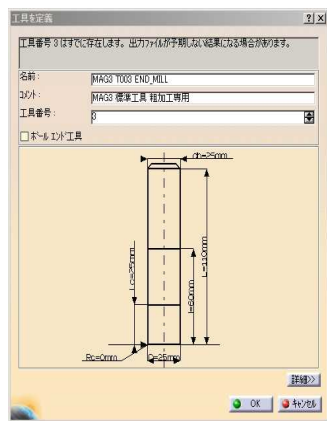 工具を定義
工具番号 3 はすでに存在します。出力ファイルが予期しない結果になる場合があります。
名前 :
MAG3 T003 END_MILL
コメント :
MAG3 標準工具 粗加工専用
工具番号 :
3
ボール エンド工具
db=25mm
Lc=25mm
L=110mm
l=60mm
Rc=0mm
D=25mm
詳細>>
OK
キャンセル